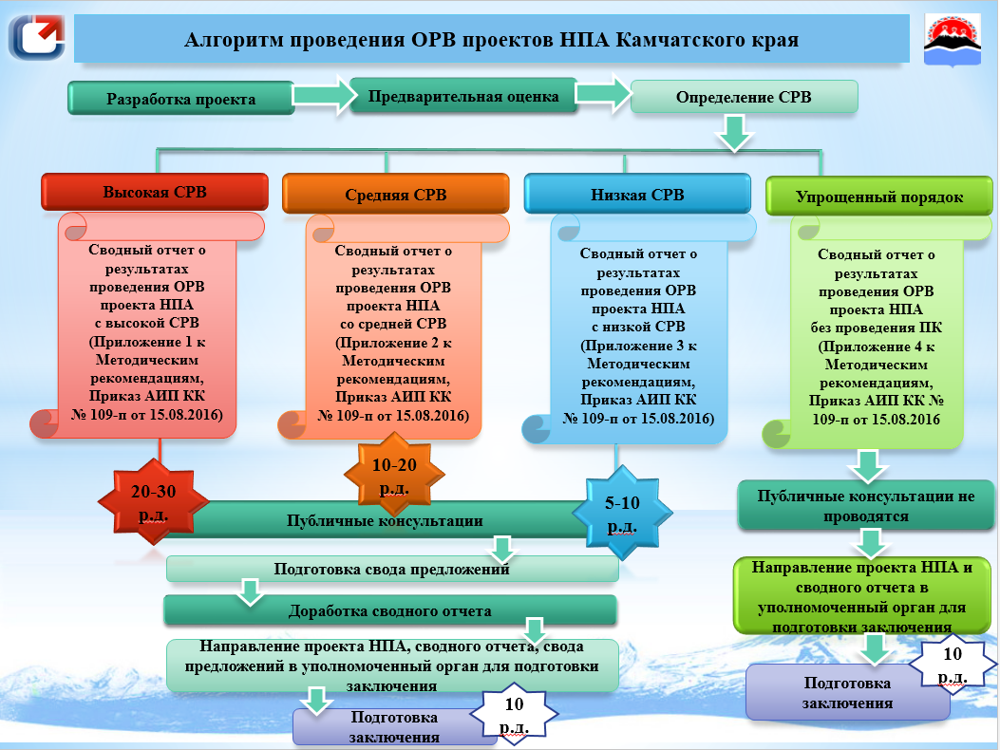 Алгоритм проведения ОРВ проектов НПА Камчатского края
Разработка проекта
Предварительная оценка
Определение СРВ
Высокая СРВ
Сводный отчет о
результатах
проведения ОРВ
проекта НПА
с высокой СРВ
(Приложение 1 к
Методическим
рекомендациям,
Приказ АИП КК
№ 109-п от 15.08.2016)
20-30
р.д.
Средняя СРВ
Сводный отчет о
результатах
проведения ОРВ
проекта НПА
со средней СРВ
(Приложение 2 к
Методическим
рекомендациям,
Приказ АИП КК
№ 109-п от 15.08.2016)
10-20
р.д.
Низкая СРВ
Сводный отчет о
результатах
проведения ОРВ
проекта НПА
с низкой СРВ
(Приложение 3 к
Методическим
рекомендациям,
Приказ АИП КК
№ 109-п от 15.08.2016)
5-10
р.д.
Упрощенный порядок
Сводный отчет о
результатах
проведения ОРВ
проекта НПА
без проведения ПК
(Приложение 4 к
Методическим
рекомендациям,
Приказ АИП КК №
109-п от 15.08.2016
Публичные консультации
Подготовка свода предложений
Доработка сводного отчета
Направление проекта НПА, сводного отчета, свода
предложений в уполномоченный орган для подготовки
заключения
Подготовка
заключения
10
р.д.
Публичные консультации не
проводятся
Направление проекта НПА и
сводного отчета в
уполномоченный орган для
подготовки заключения
Подготовка
заключения
10
р.д.